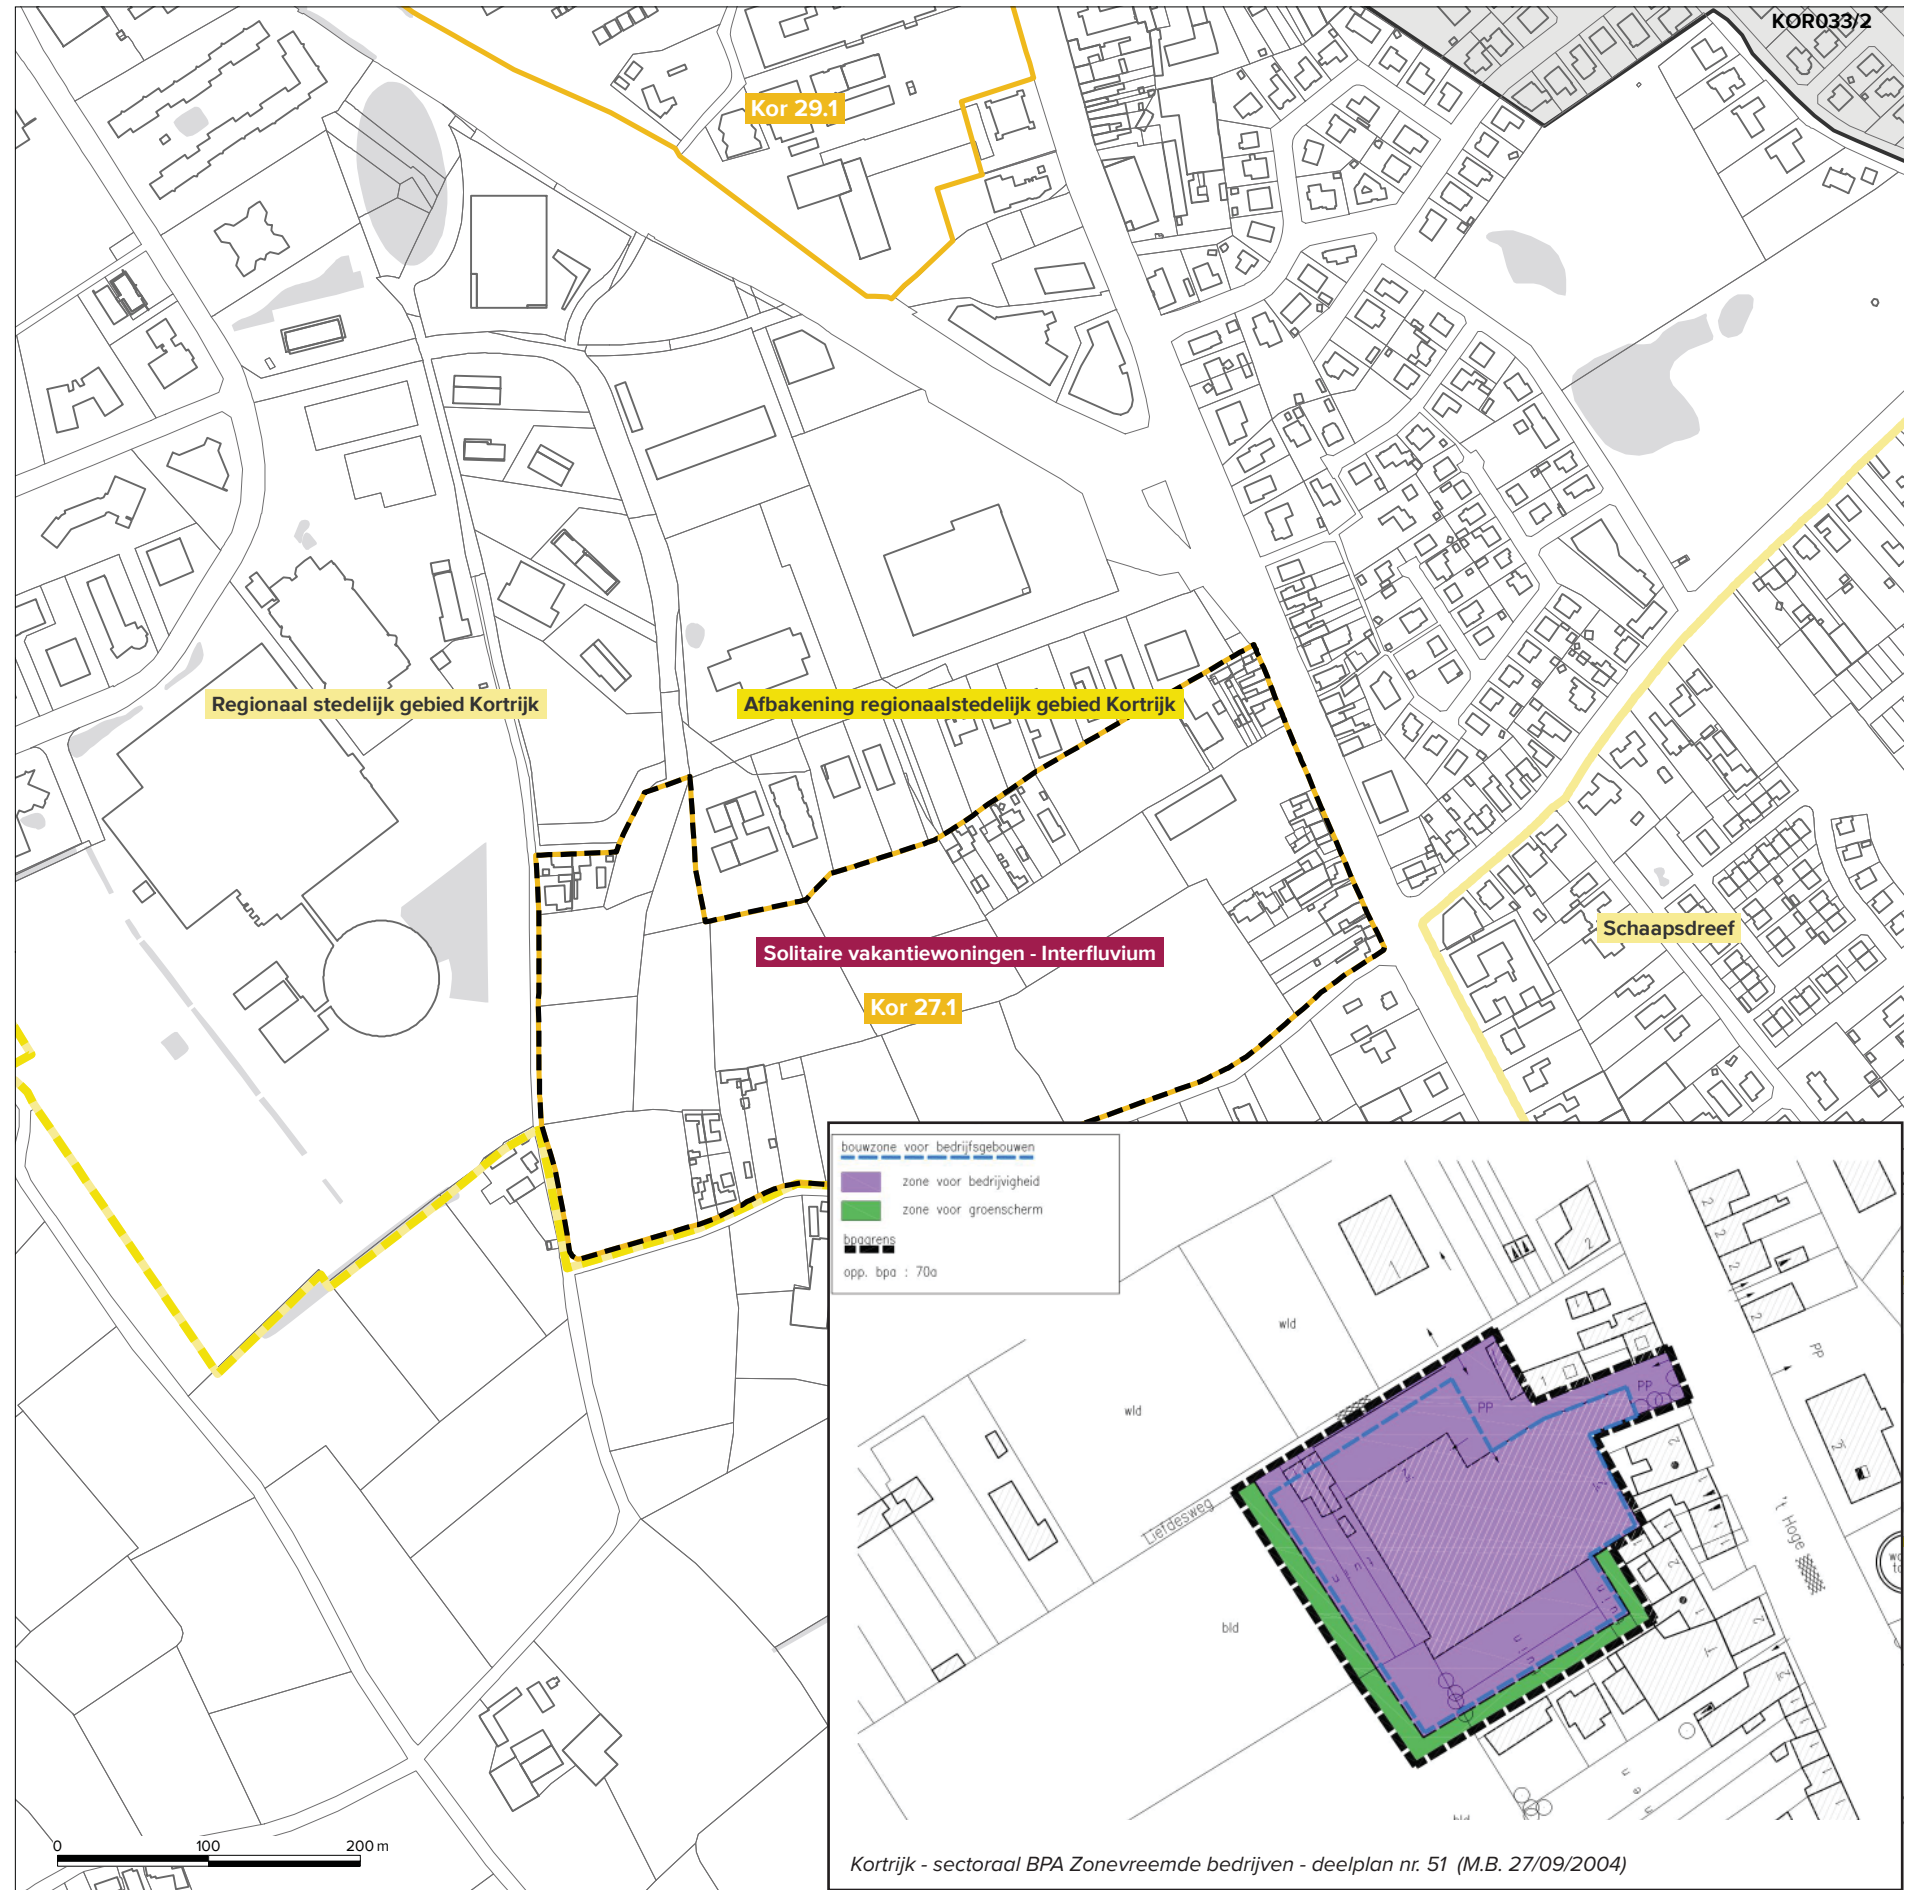 KOR033/2
Kor 29.1
Regionaal stedelijk gebied Kortrijk
Afbakening regionaalstedelijk gebied Kortrijk
Schaapsdreef
Solitaire vakantiewoningen - Interfluvium
Kor 27.1
bouwzone voor bedrijfsgebouwen
zone voor bedrijvigheid
zone voor groenscherm
bpagrens
opp. bpa : 70a
wld
wld
PP
PP
PP
Liefdesweg
't Hoge
bld
tuin
0 100 200 m
Kortrijk - sectoraal BPA Zonevreemde bedrijven - deelplan nr. 51 (M.B. 27/09/2004)